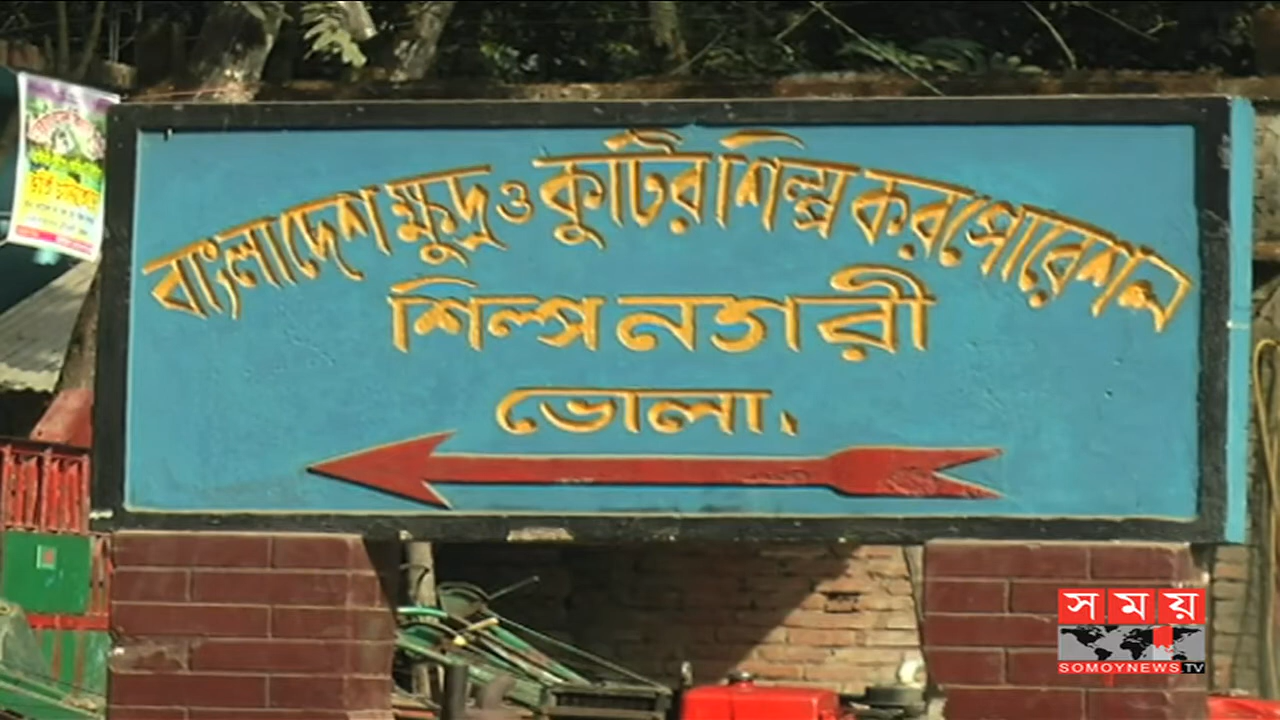 বাংলাদেশ ক্ষুদ্র ও কুটির শিল্প করপোরেশন
শিল্প নগরী
ভোলা.
সময়
SOMOYNEWS.TV